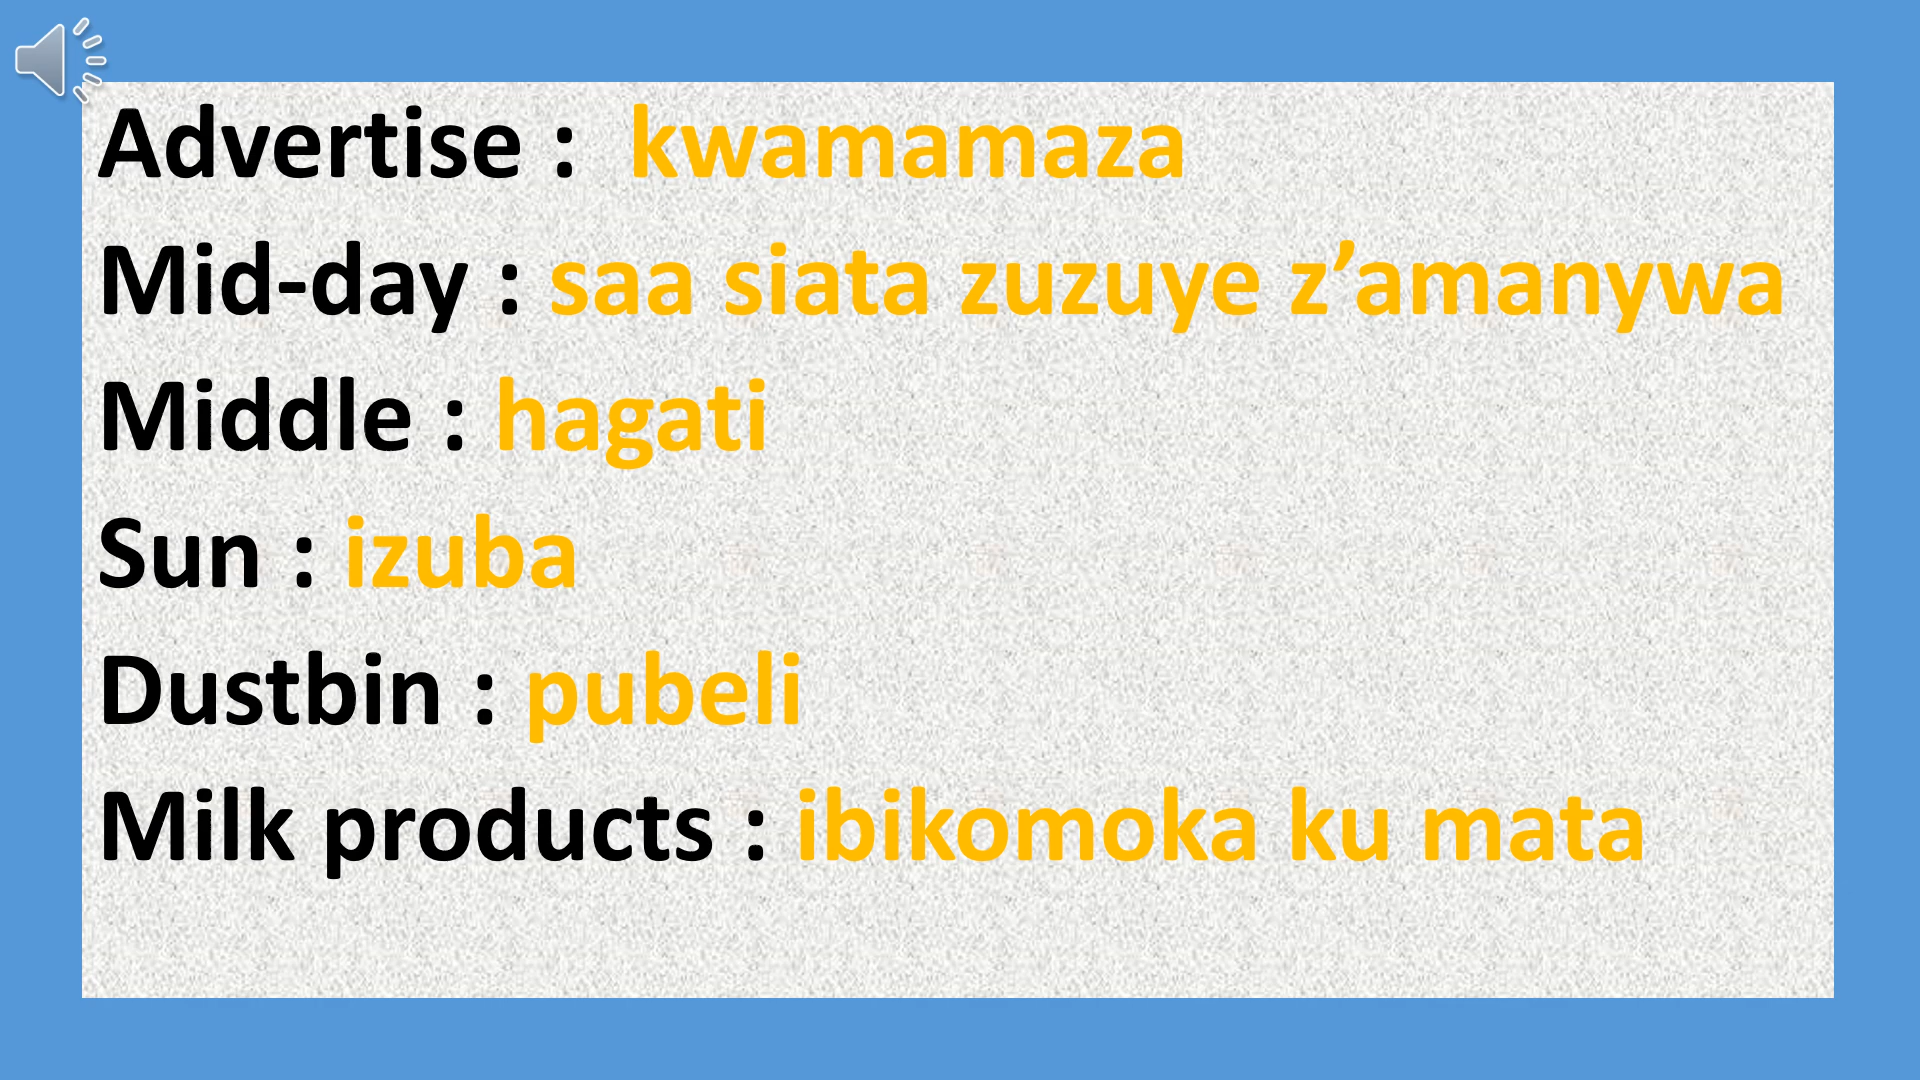 Advertise :  kwamamaza
Mid-day : saa siata zuzuye z’amanywa
Middle : hagati
Sun : izuba
Dustbin : pubeli
Milk products : ibikomoka ku mata